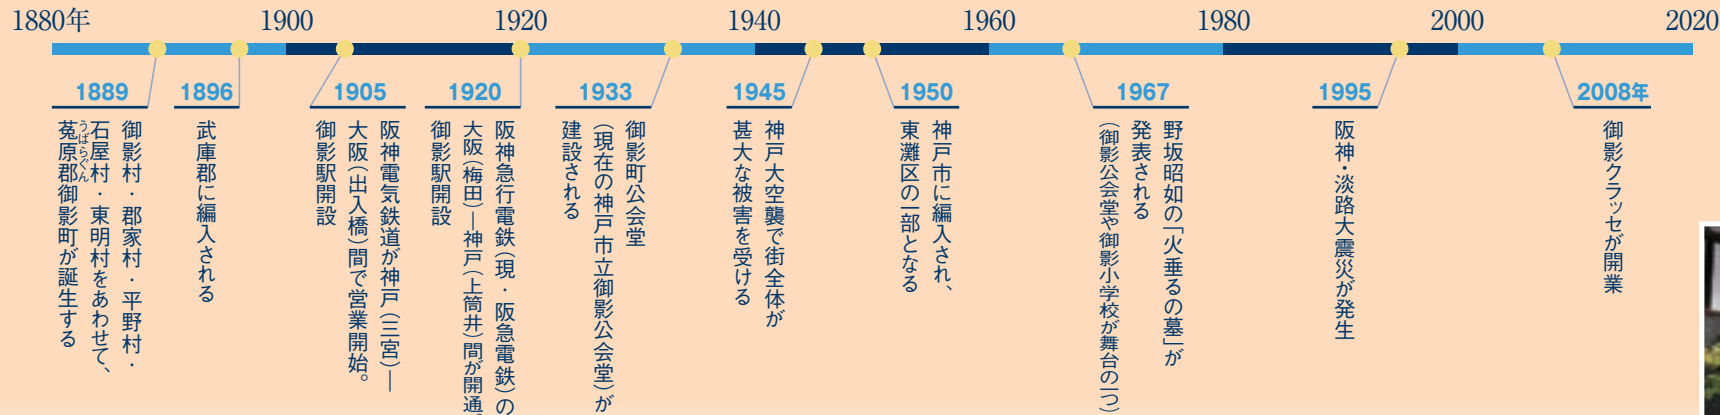 1880年
1900
1920
1940
1960
1980
2000
2020
1889
御影村・郡家村・平野村・
石屋村・東明村をあわせて、
菟原郡御影町が誕生する
うばらぐん
1896
武庫郡に編入される
1905
阪神電気鉄道が神戸(三宮)―
大阪(出入橋)間で営業開始。
御影駅開設
1920
阪神急行電鉄(現・阪急電鉄)の
大阪(梅田)―神戸(上筒井)間が開通。
御影駅開設
1933
御影町公会堂
(現在の神戸市立御影公会堂)が
建設される
1945
神戸大空襲で街全体が
甚大な被害を受ける
1950
神戸市に編入され、
東灘区の一部となる
1967
野坂昭如の「火垂るの墓」が
発表される
(御影公会堂や御影小学校が舞台の一つ)
1995
阪神・淡路大震災が発生
2008年
御影クラッセが開業